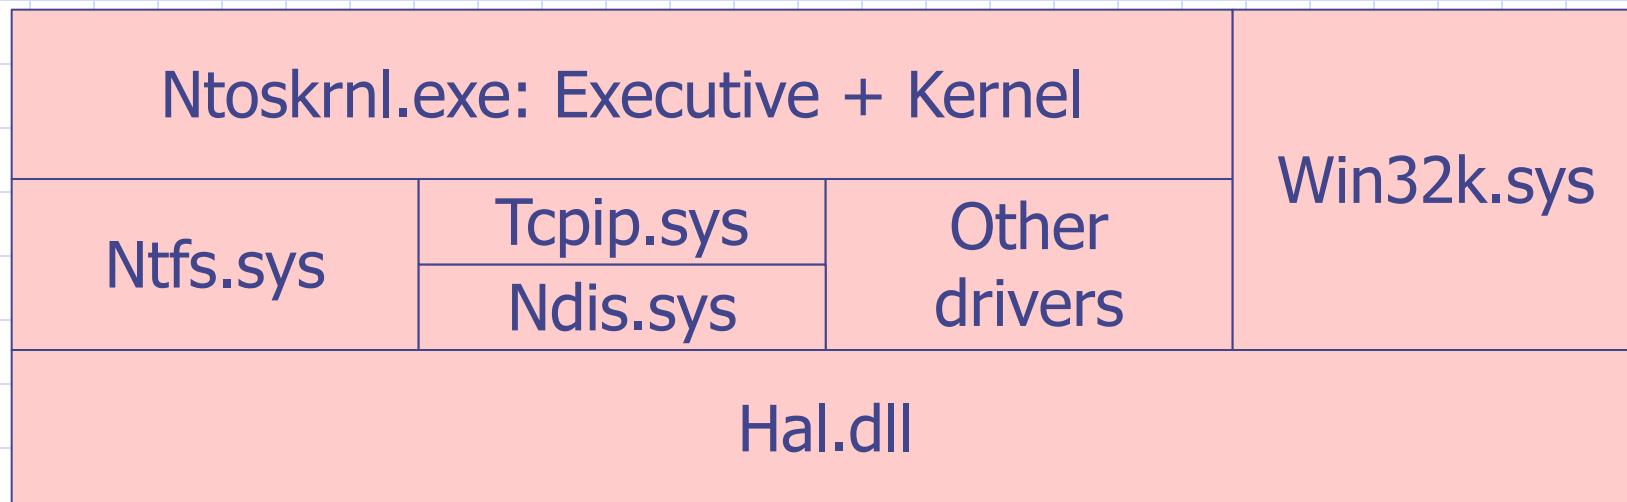 Ntoskrnl.exe: Executive + Kernel
Win32k.sys
Ntfs.sys
Tcpip.sys
Ndis.sys
Other
drivers
Hal.dll